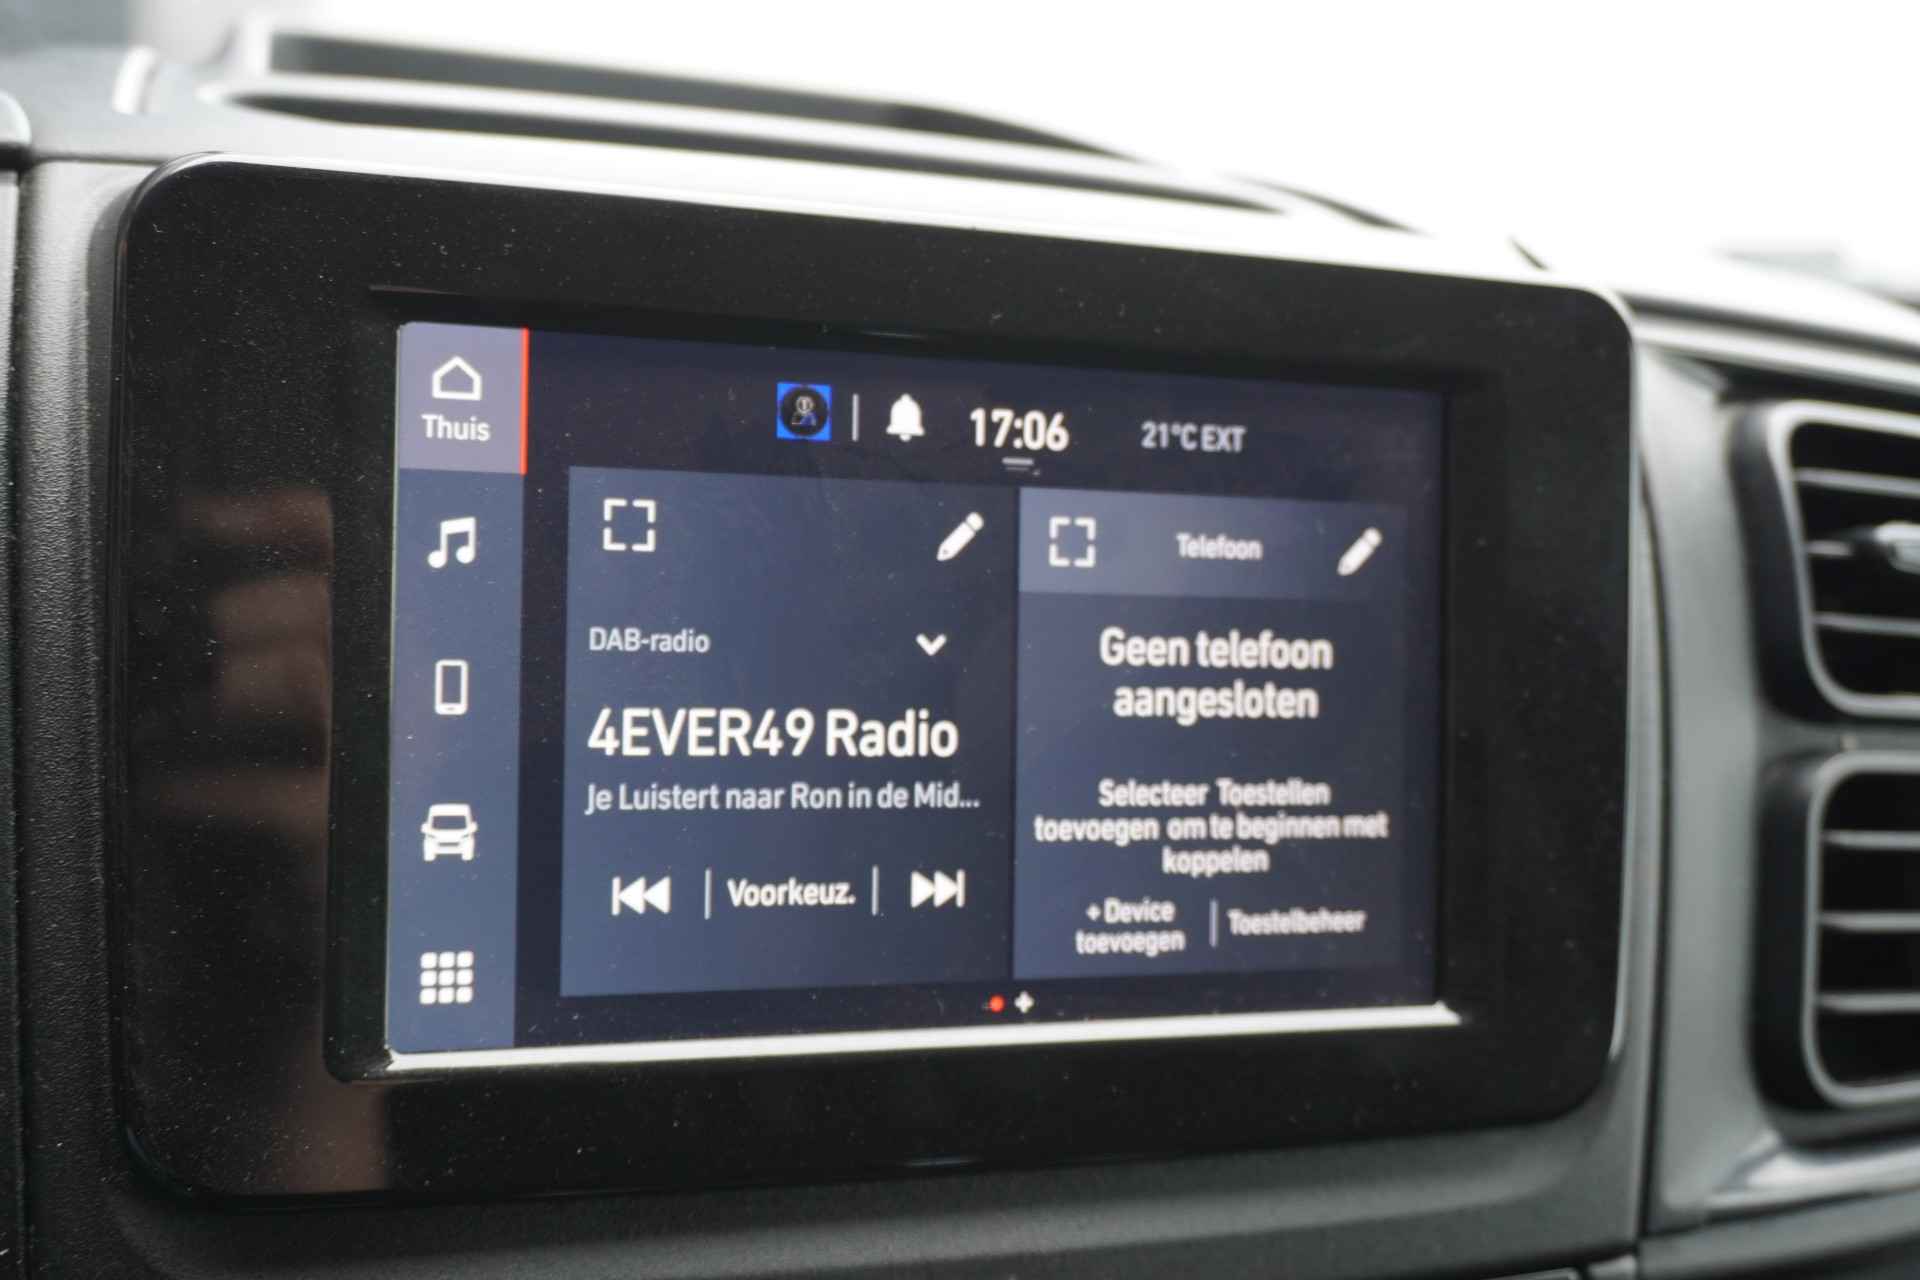 Thuis
17:06
21°C EXT
DAB-radio
4EVER49 Radio
Je Luistert naar Ron in de Mid...
Voorkeuz.
Telefoon
Geen telefoon
aangesloten
Selecteer Toestellen
toevoegen om te beginnen met
koppelen
+ Device
toevoegen
Toestelbeheer